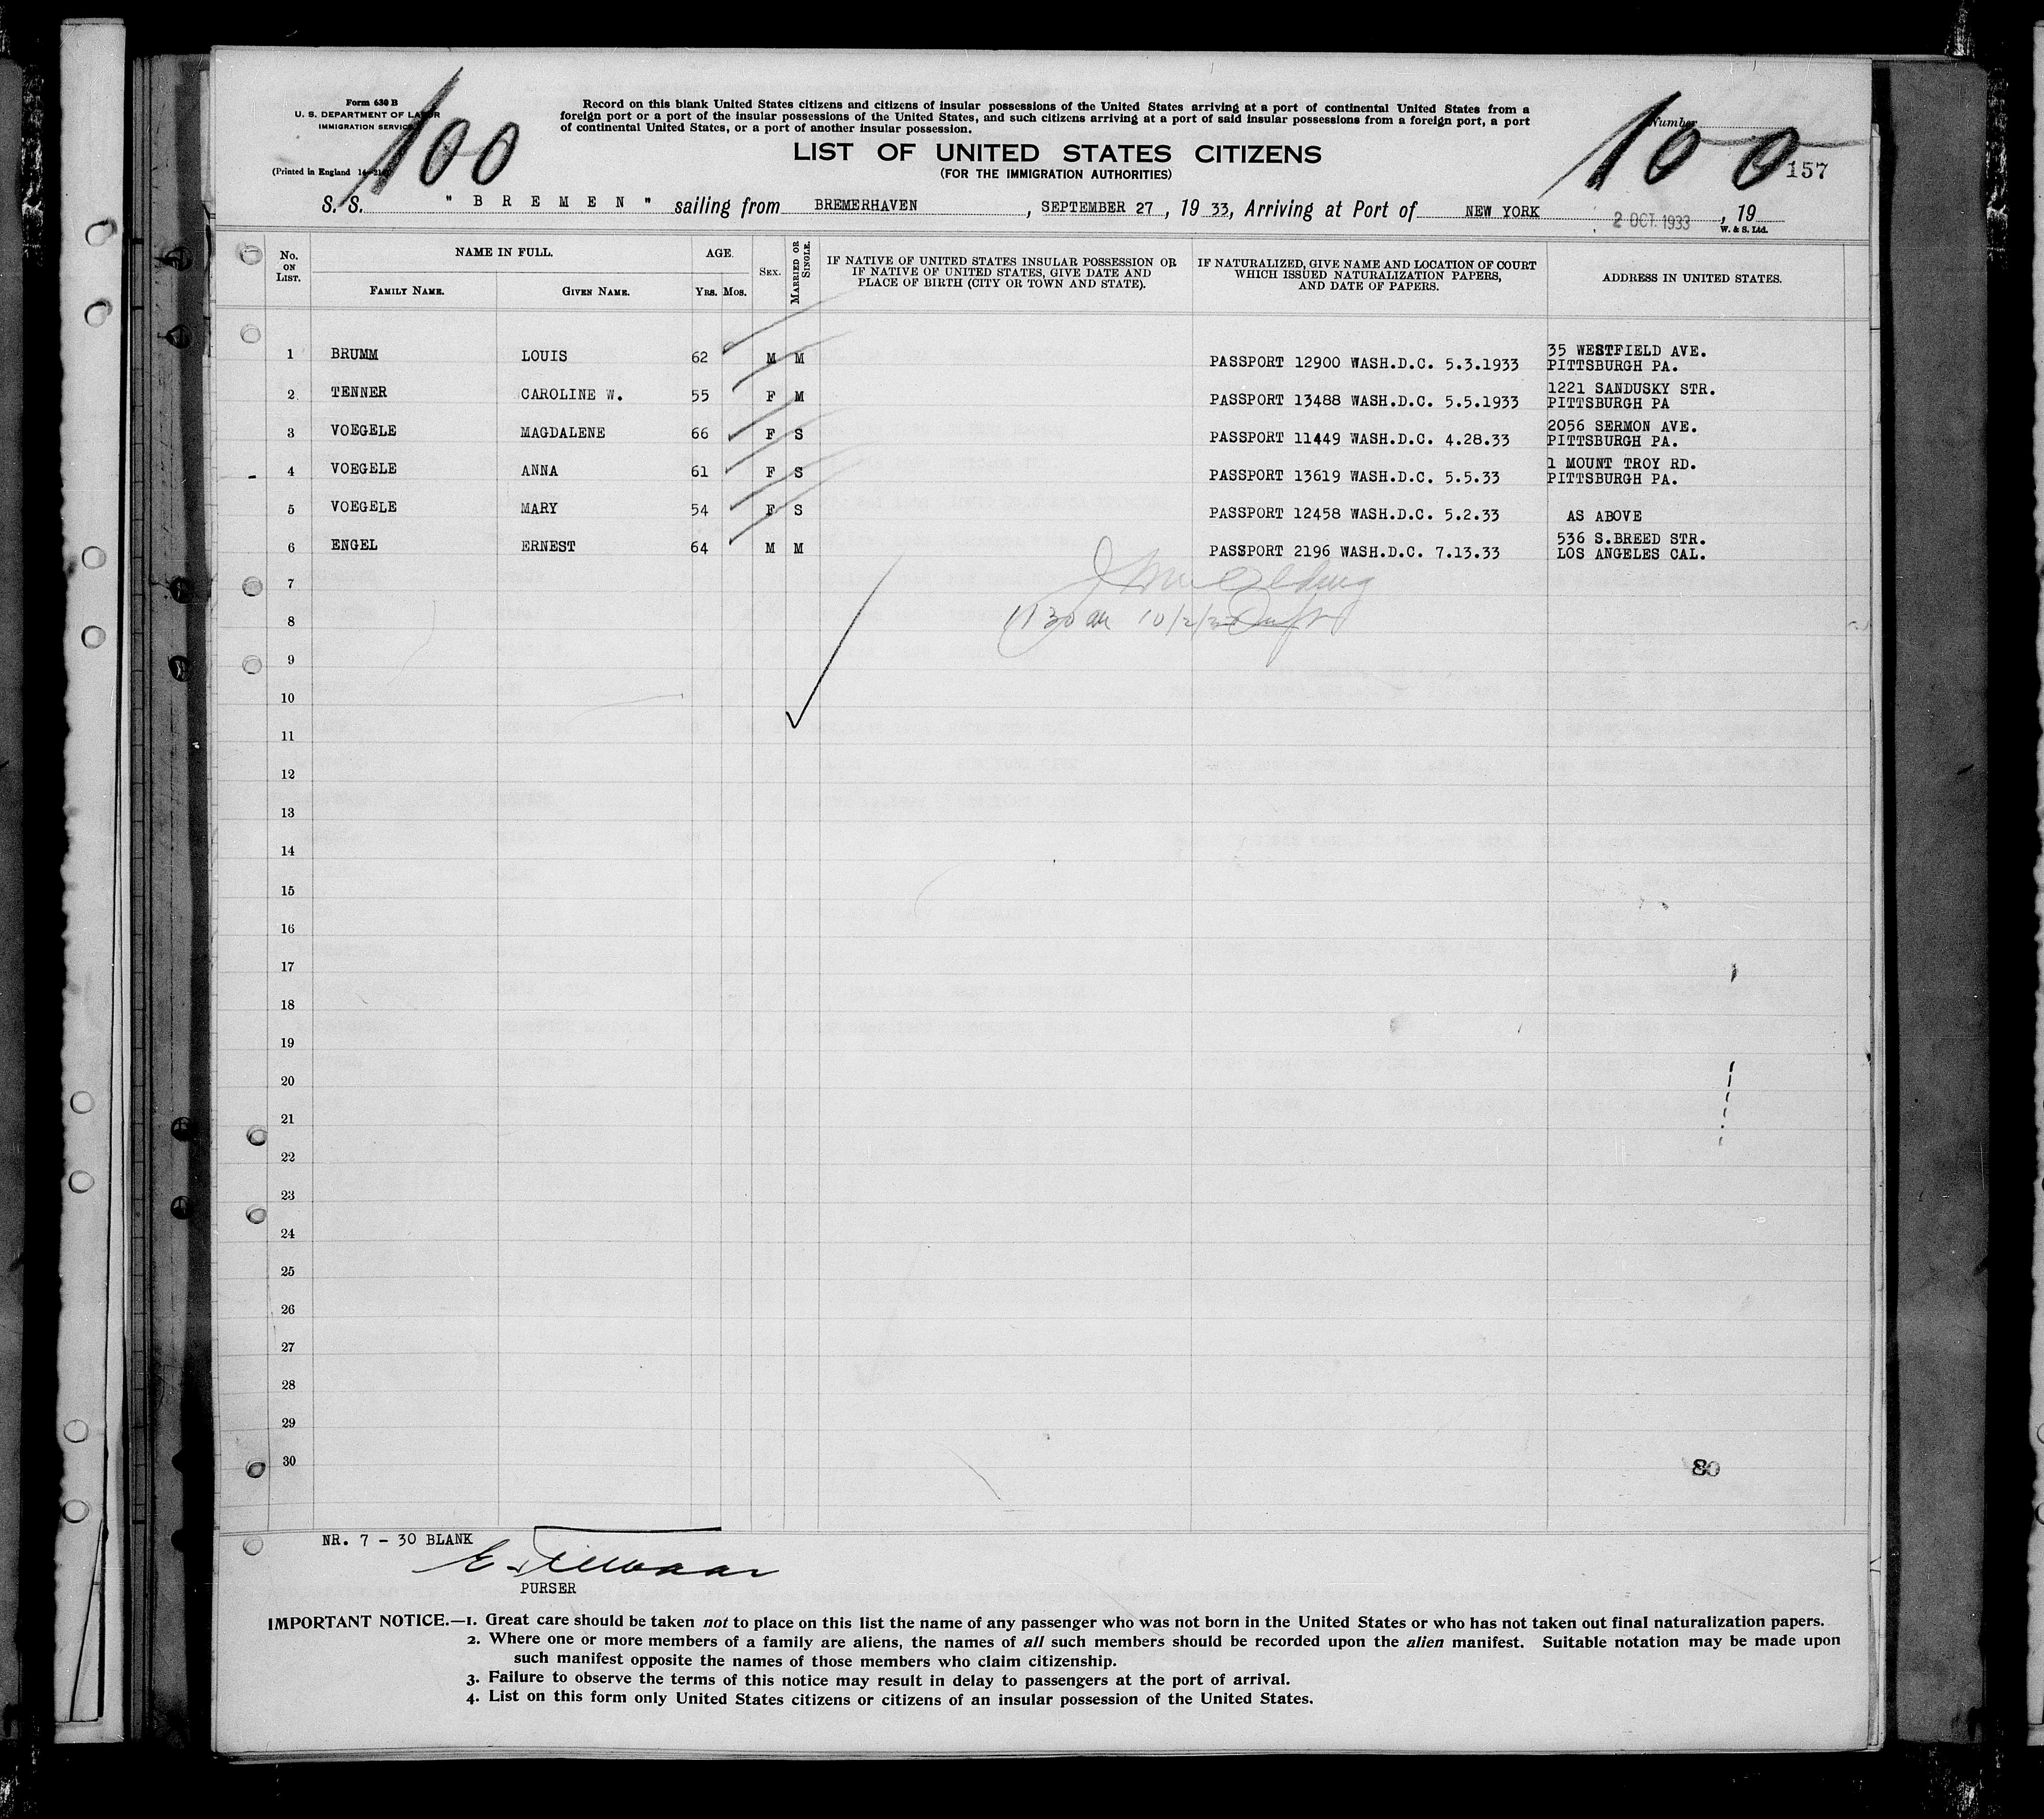 Form 630 B
U. S. DEPARTMENT OF LABOR
IMMIGRATION SERVICE
(Printed in England
100
Record on this blank United States citizens and citizens of insular possessions of the United States arriving at a port of continental United States from a
foreign port or a port of the insular possessions of the United States, and such citizens arriving at a port of said insular possessions from a foreign port, a port
of continental United States, or a port of another insular possession.
Number
100
157
LIST OF UNITED STATES CITIZENS
(FOR THE IMMIGRATION AUTHORITIES)
S. S. " B R E M E N " sailing from BREMERHAVEN, SEPTEMBER 27, 19 33, Arriving at Port of NEW YORK 2 OCT. 1933, 19
W. & S. Ltd.
No. ON LIST. NAME IN FULL. AGE. SEX. MARRIED OR SINGLE. IF NATIVE OF UNITED STATES INSULAR POSSESSION OR IF NATIVE OF UNITED STATES, GIVE DATE AND PLACE OF BIRTH (CITY OR TOWN AND STATE). IF NATURALIZED, GIVE NAME AND LOCATION OF COURT WHICH ISSUED NATURALIZATION PAPERS, AND DATE OF PAPERS. ADDRESS IN UNITED STATES.
FAMILY NAME. GIVEN NAME. YRS. MOS.
1 BRUMM LOUIS 62 M M PASSPORT 12900 WASH.D.C. 5.3.1933 35 WESTFIELD AVE. PITTSBURGH PA.
2 TENNER CAROLINE W. 55 F M PASSPORT 13488 WASH.D.C. 5.5.1933 1221 SANDUSKY STR. PITTSBURGH PA
3 VOEGELE MAGDALENE 66 F S PASSPORT 11449 WASH.D.C. 4.28.33 2056 SERMON AVE. PITTSBURGH PA.
4 VOEGELE ANNA 61 F S PASSPORT 13619 WASH.D.C. 5.5.33 1 MOUNT TROY RD. PITTSBURGH PA.
5 VOEGELE MARY 54 F S PASSPORT 12458 WASH.D.C. 5.2.33 AS ABOVE
6 ENGEL ERNEST 64 M M PASSPORT 2196 WASH.D.C. 7.13.33 536 S.BREED STR. LOS ANGELES CAL.
7
8
9
10
11
12
13
14
15
16
17
18
19
20
21
22
23
24
25
26
27
28
29
30
NR. 7 - 30 BLANK
PURSER
IMPORTANT NOTICE.—1. Great care should be taken not to place on this list the name of any passenger who was not born in the United States or who has not taken out final naturalization papers.
2. Where one or more members of a family are aliens, the names of all such members should be recorded upon the alien manifest. Suitable notation may be made upon
such manifest opposite the names of those members who claim citizenship.
3. Failure to observe the terms of this notice may result in delay to passengers at the port of arrival.
4. List on this form only United States citizens or citizens of an insular possession of the United States.